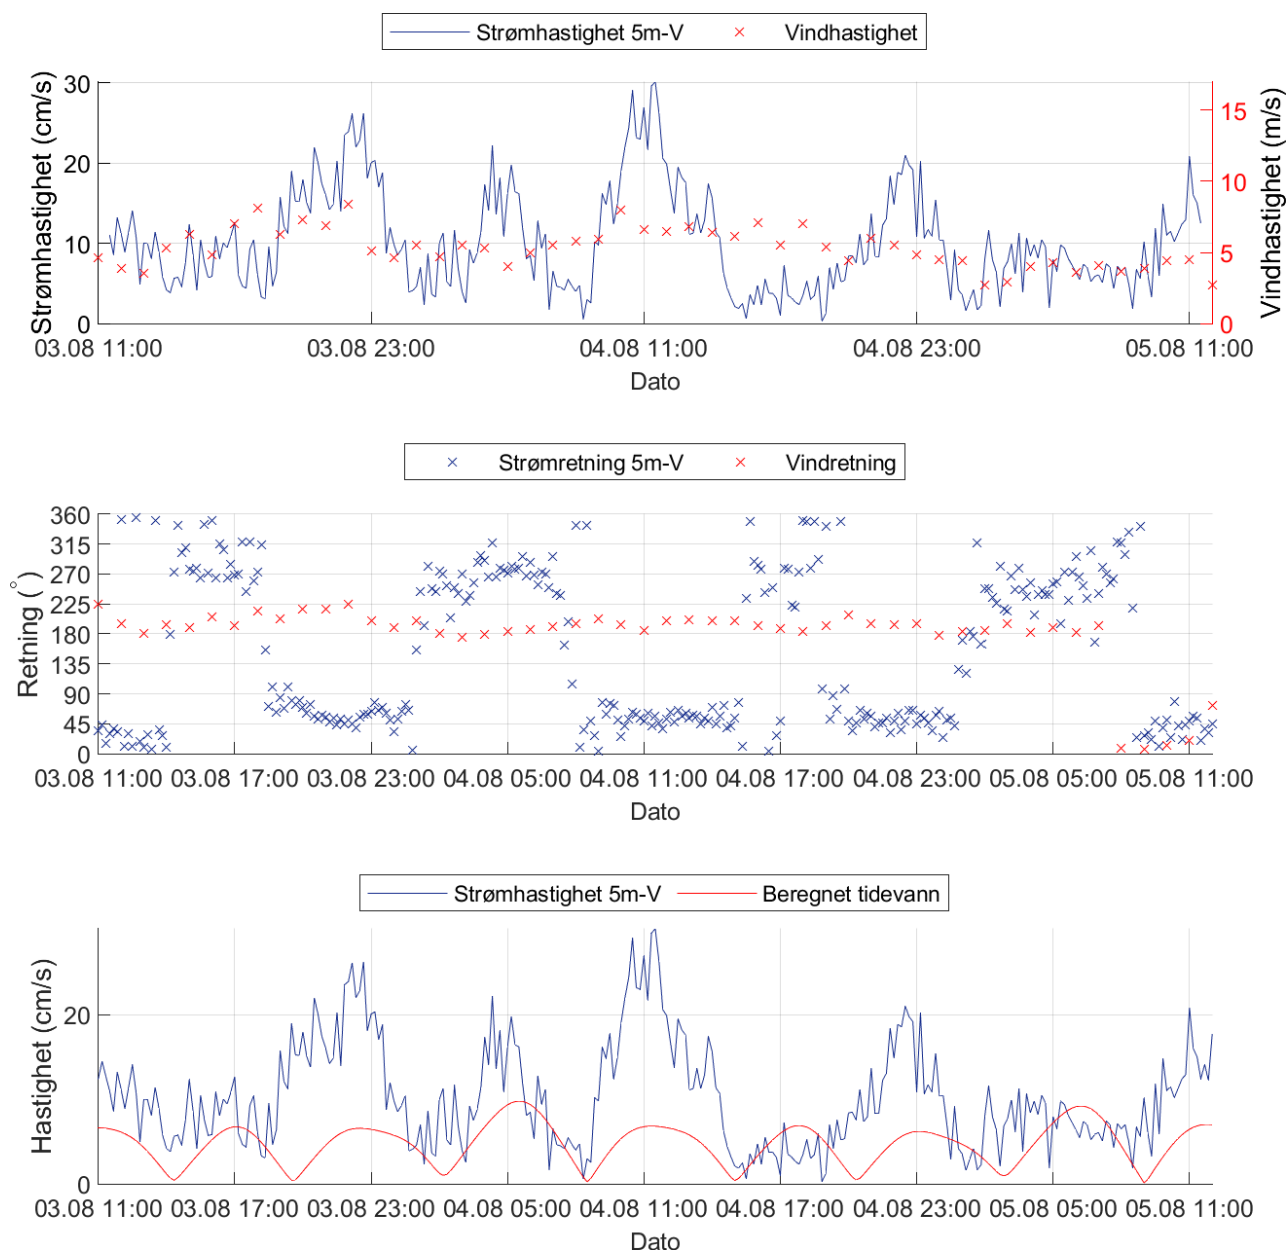 Strømhastighet 5m-V Vindhastighet
Strømhastighet (cm/s)
30
20
10
0
Vindhastighet (m/s)
15
10
5
0
03.08 11:00 03.08 23:00 04.08 11:00 04.08 23:00 05.08 11:00
Dato
Strømretning 5m-V Vindretning
Retning (°)
360
315
270
225
180
135
90
45
0
03.08 11:00 03.08 17:00 03.08 23:00 04.08 05:00 04.08 11:00 04.08 17:00 04.08 23:00 05.08 05:00 05.08 11:00
Dato
Strømhastighet 5m-V Beregnet tidevann
Hastighet (cm/s)
20
0
03.08 11:00 03.08 17:00 03.08 23:00 04.08 05:00 04.08 11:00 04.08 17:00 04.08 23:00 05.08 05:00 05.08 11:00
Dato